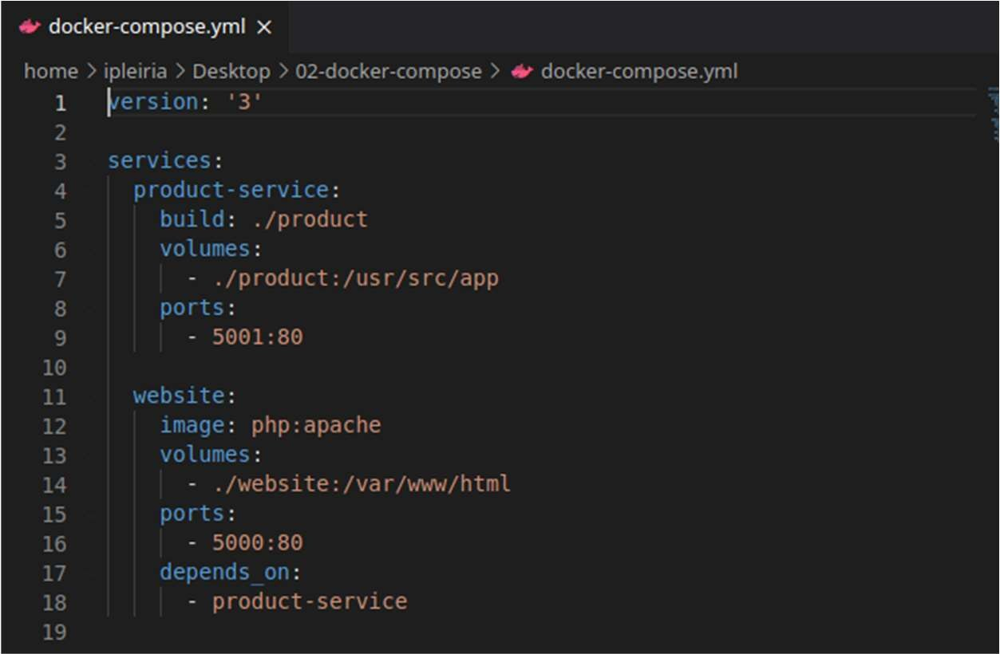 docker-compose.yml ×
home > ipleiria > Desktop > 02-docker-compose > docker-compose.yml
1 version: '3'
2
3 services:
4   product-service:
5     build: ./product
6     volumes:
7       - ./product:/usr/src/app
8     ports:
9       - 5001:80
10
11   website:
12     image: php:apache
13     volumes:
14       - ./website:/var/www/html
15     ports:
16       - 5000:80
17     depends_on:
18       - product-service
19